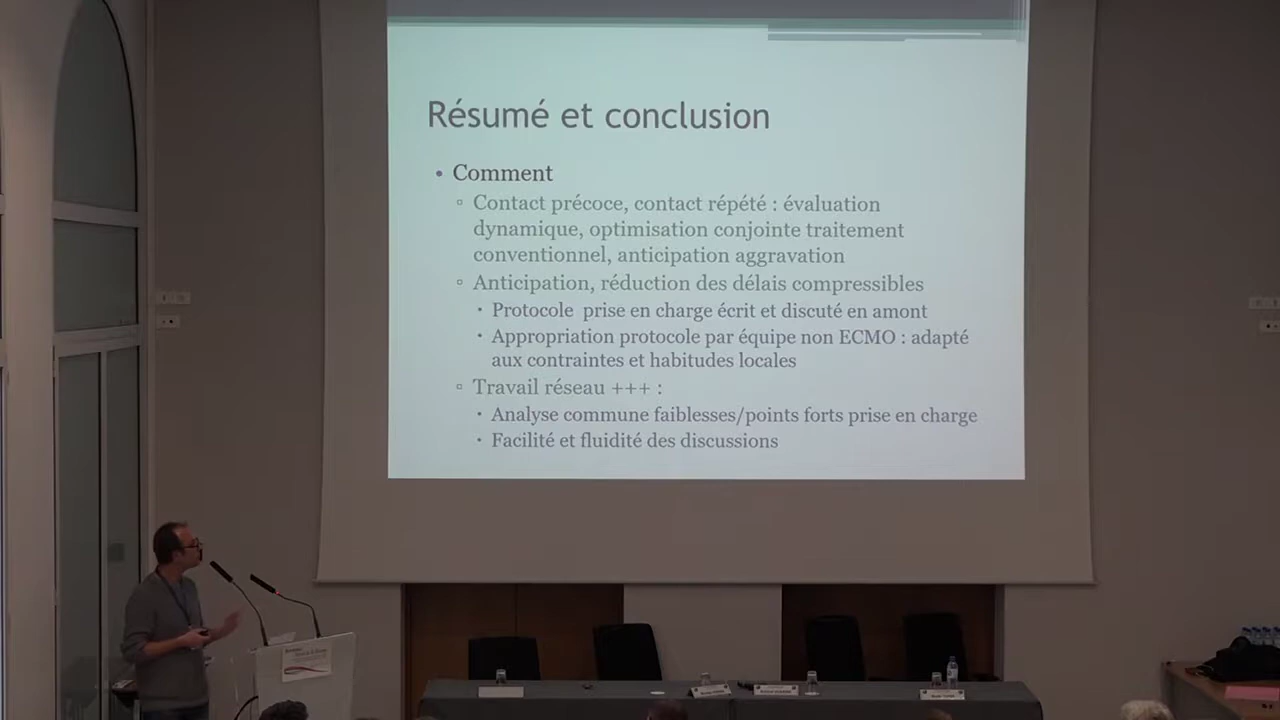 Résumé et conclusion
• Comment
▫ Contact précoce, contact répété : évaluation
dynamique, optimisation conjointe traitement
conventionnel, anticipation aggravation
▫ Anticipation, réduction des délais compressibles
· Protocole prise en charge écrit et discuté en amont
· Appropriation protocole par équipe non ECMO : adapté
aux contraintes et habitudes locales
▫ Travail réseau +++ :
· Analyse commune faiblesses/points forts prise en charge
· Facilité et fluidité des discussions